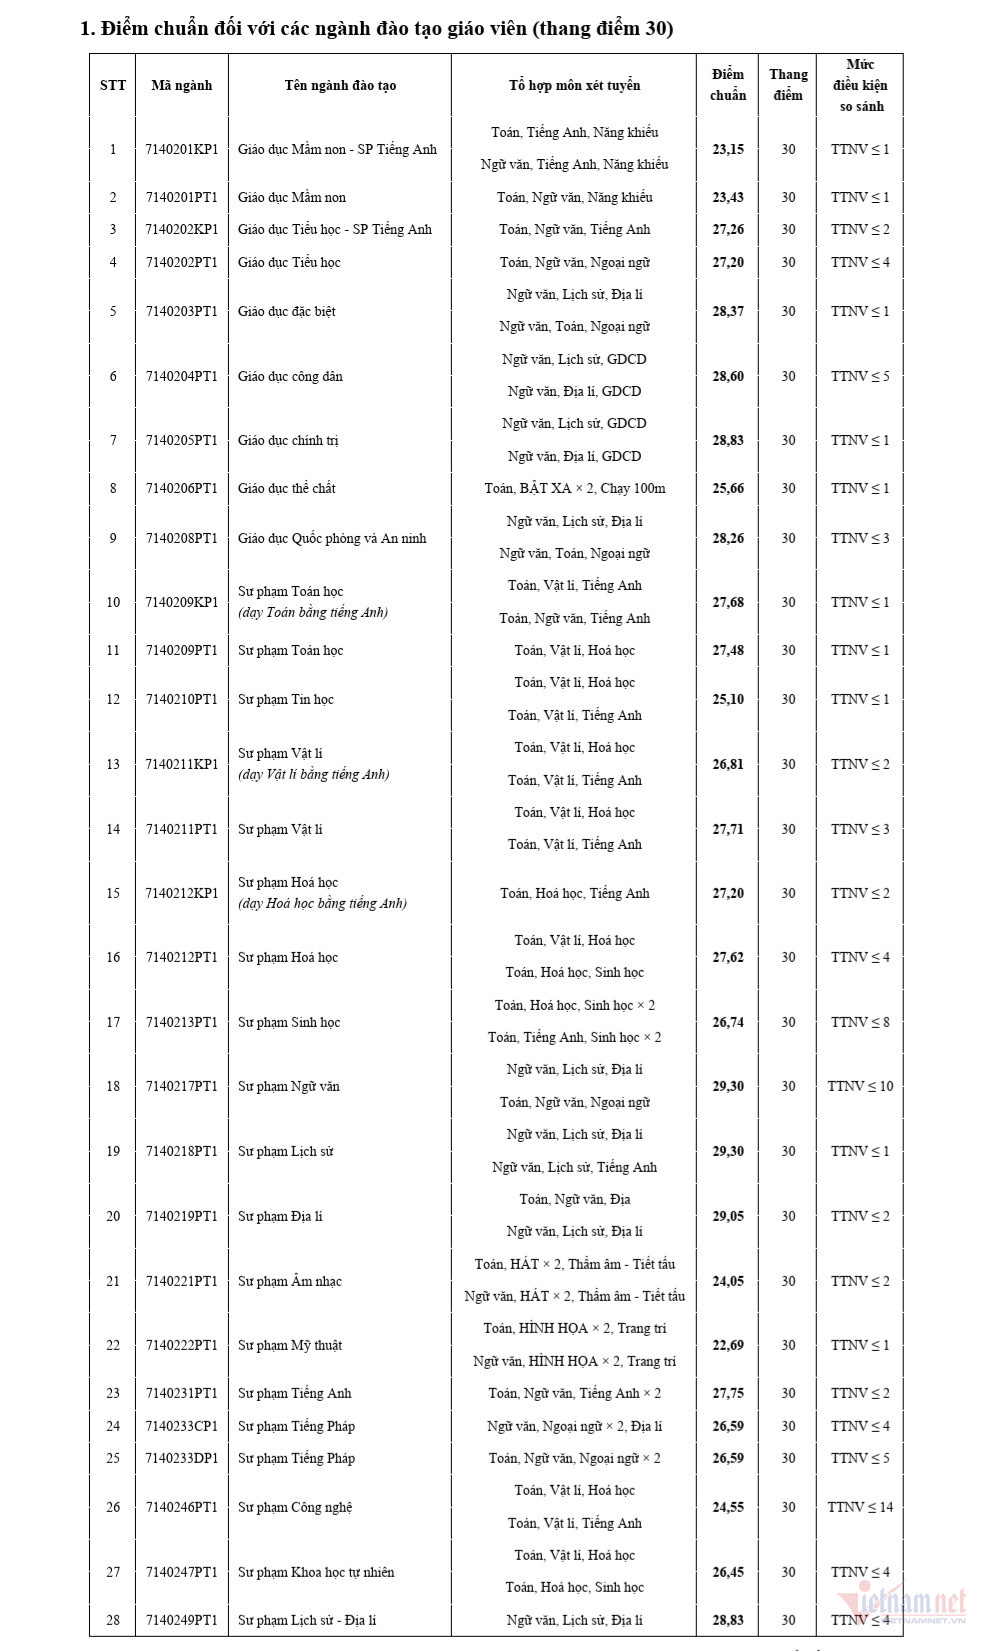 1. Điểm chuẩn đối với các ngành đào tạo giáo viên (thang điểm 30)
STT Mã ngành Tên ngành đào tạo Tổ hợp môn xét tuyển Điểm chuẩn Thang điểm Mức điều kiện so sánh
1 7140201KP1 Giáo dục Mầm non - SP Tiếng Anh Toán, Tiếng Anh, Năng khiếu
Ngữ văn, Tiếng Anh, Năng khiếu 23,15 30 TTNV ≤ 1
2 7140201PT1 Giáo dục Mầm non Toán, Ngữ văn, Năng khiếu 23,43 30 TTNV ≤ 1
3 7140202KP1 Giáo dục Tiểu học - SP Tiếng Anh Toán, Ngữ văn, Tiếng Anh 27,26 30 TTNV ≤ 2
4 7140202PT1 Giáo dục Tiểu học Toán, Ngữ văn, Ngoại ngữ 27,20 30 TTNV ≤ 4
5 7140203PT1 Giáo dục đặc biệt Ngữ văn, Lịch sử, Địa lí
Ngữ văn, Toán, Ngoại ngữ 28,37 30 TTNV ≤ 1
6 7140204PT1 Giáo dục công dân Ngữ văn, Lịch sử, GDCD
Ngữ văn, Địa lí, GDCD 28,60 30 TTNV ≤ 5
7 7140205PT1 Giáo dục chính trị Ngữ văn, Lịch sử, GDCD
Ngữ văn, Địa lí, GDCD 28,83 30 TTNV ≤ 1
8 7140206PT1 Giáo dục thể chất Toán, BẬT XA × 2, Chạy 100m 25,66 30 TTNV ≤ 1
9 7140208PT1 Giáo dục Quốc phòng và An ninh Ngữ văn, Lịch sử, Địa lí
Ngữ văn, Toán, Ngoại ngữ 28,26 30 TTNV ≤ 3
10 7140209KP1 Sư phạm Toán học Toán, Vật lí, Tiếng Anh
(dạy Toán bằng tiếng Anh) Toán, Ngữ văn, Tiếng Anh 27,68 30 TTNV ≤ 1
11 7140209PT1 Sư phạm Toán học Toán, Vật lí, Hoá học 27,48 30 TTNV ≤ 1
12 7140210PT1 Sư phạm Tin học Toán, Vật lí, Hoá học
Toán, Vật lí, Tiếng Anh 25,10 30 TTNV ≤ 1
13 7140211KP1 Sư phạm Vật lí Toán, Vật lí, Hoá học
(dạy Vật lí bằng tiếng Anh) Toán, Vật lí, Tiếng Anh 26,81 30 TTNV ≤ 2
14 7140211PT1 Sư phạm Vật lí Toán, Vật lí, Hoá học
Toán, Vật lí, Tiếng Anh 27,71 30 TTNV ≤ 3
15 7140212KP1 Sư phạm Hoá học
(dạy Hoá học bằng tiếng Anh) Toán, Hoá học, Tiếng Anh 27,20 30 TTNV ≤ 2
16 7140212PT1 Sư phạm Hoá học Toán, Vật lí, Hoá học
Toán, Hoá học, Sinh học 27,62 30 TTNV ≤ 4
17 7140213PT1 Sư phạm Sinh học Toán, Hoá học, Sinh học × 2
Toán, Tiếng Anh, Sinh học × 2 26,74 30 TTNV ≤ 8
18 7140217PT1 Sư phạm Ngữ văn Ngữ văn, Lịch sử, Địa lí
Toán, Ngữ văn, Ngoại ngữ 29,30 30 TTNV ≤ 10
19 7140218PT1 Sư phạm Lịch sử Ngữ văn, Lịch sử, Địa lí
Ngữ văn, Lịch sử, Tiếng Anh 29,30 30 TTNV ≤ 1
20 7140219PT1 Sư phạm Địa lí Toán, Ngữ văn, Địa
Ngữ văn, Lịch sử, Địa lí 29,05 30 TTNV ≤ 2
21 7140221PT1 Sư phạm Âm nhạc Toán, HÁT × 2, Thẩm âm - Tiết tấu
Ngữ văn, HÁT × 2, Thẩm âm - Tiết tấu 24,05 30 TTNV ≤ 2
22 7140222PT1 Sư phạm Mỹ thuật Toán, HÌNH HỌA × 2, Trang trí
Ngữ văn, HÌNH HỌA × 2, Trang trí 22,69 30 TTNV ≤ 1
23 7140231PT1 Sư phạm Tiếng Anh Toán, Ngữ văn, Tiếng Anh × 2 27,75 30 TTNV ≤ 2
24 7140233CP1 Sư phạm Tiếng Pháp Ngữ văn, Ngoại ngữ × 2, Địa lí 26,59 30 TTNV ≤ 4
25 7140233DP1 Sư phạm Tiếng Pháp Toán, Ngữ văn, Ngoại ngữ × 2 26,59 30 TTNV ≤ 5
26 7140246PT1 Sư phạm Công nghệ Toán, Vật lí, Hoá học
Toán, Vật lí, Tiếng Anh 24,55 30 TTNV ≤ 14
27 7140247PT1 Sư phạm Khoa học tự nhiên Toán, Vật lí, Hoá học
Toán, Hoá học, Sinh học 26,45 30 TTNV ≤ 4
28 7140249PT1 Sư phạm Lịch sử - Địa lí Ngữ văn, Lịch sử, Địa lí 28,83 30 TTNV ≤ 4
Vietnamnet
VIETNAMNET.VN